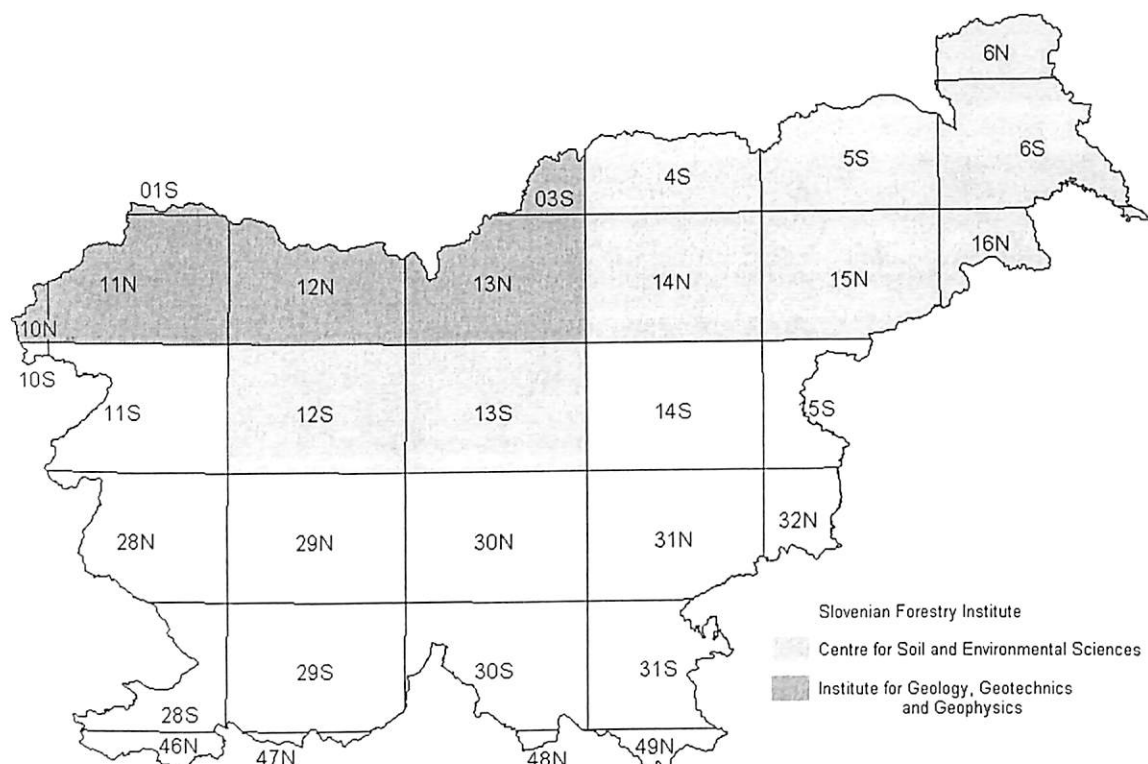 6N
5S
6S
4S
01S
03S
16N
11N
12N
13N
14N
15N
10N
10S
11S
12S
13S
14S
15S
28N
29N
30N
31N
32N
Slovenian Forestry Institute
Centre for Soil and Environmental Sciences
Institute for Geology, Geotechnics
and Geophysics
29S
30S
31S
28S
46N
47N
48N
49N